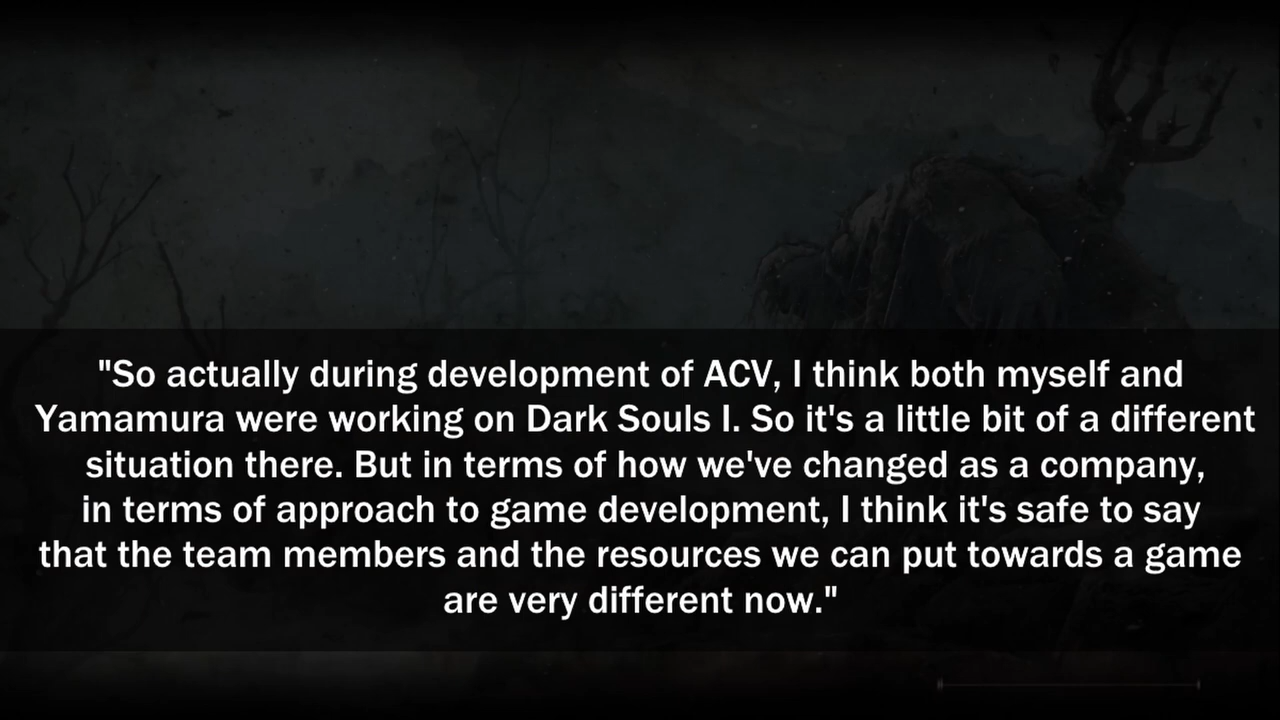 "So actually during development of ACV, I think both myself and
Yamamura were working on Dark Souls I. So it's a little bit of a different
situation there. But in terms of how we've changed as a company,
in terms of approach to game development, I think it's safe to say
that the team members and the resources we can put towards a game
are very different now."